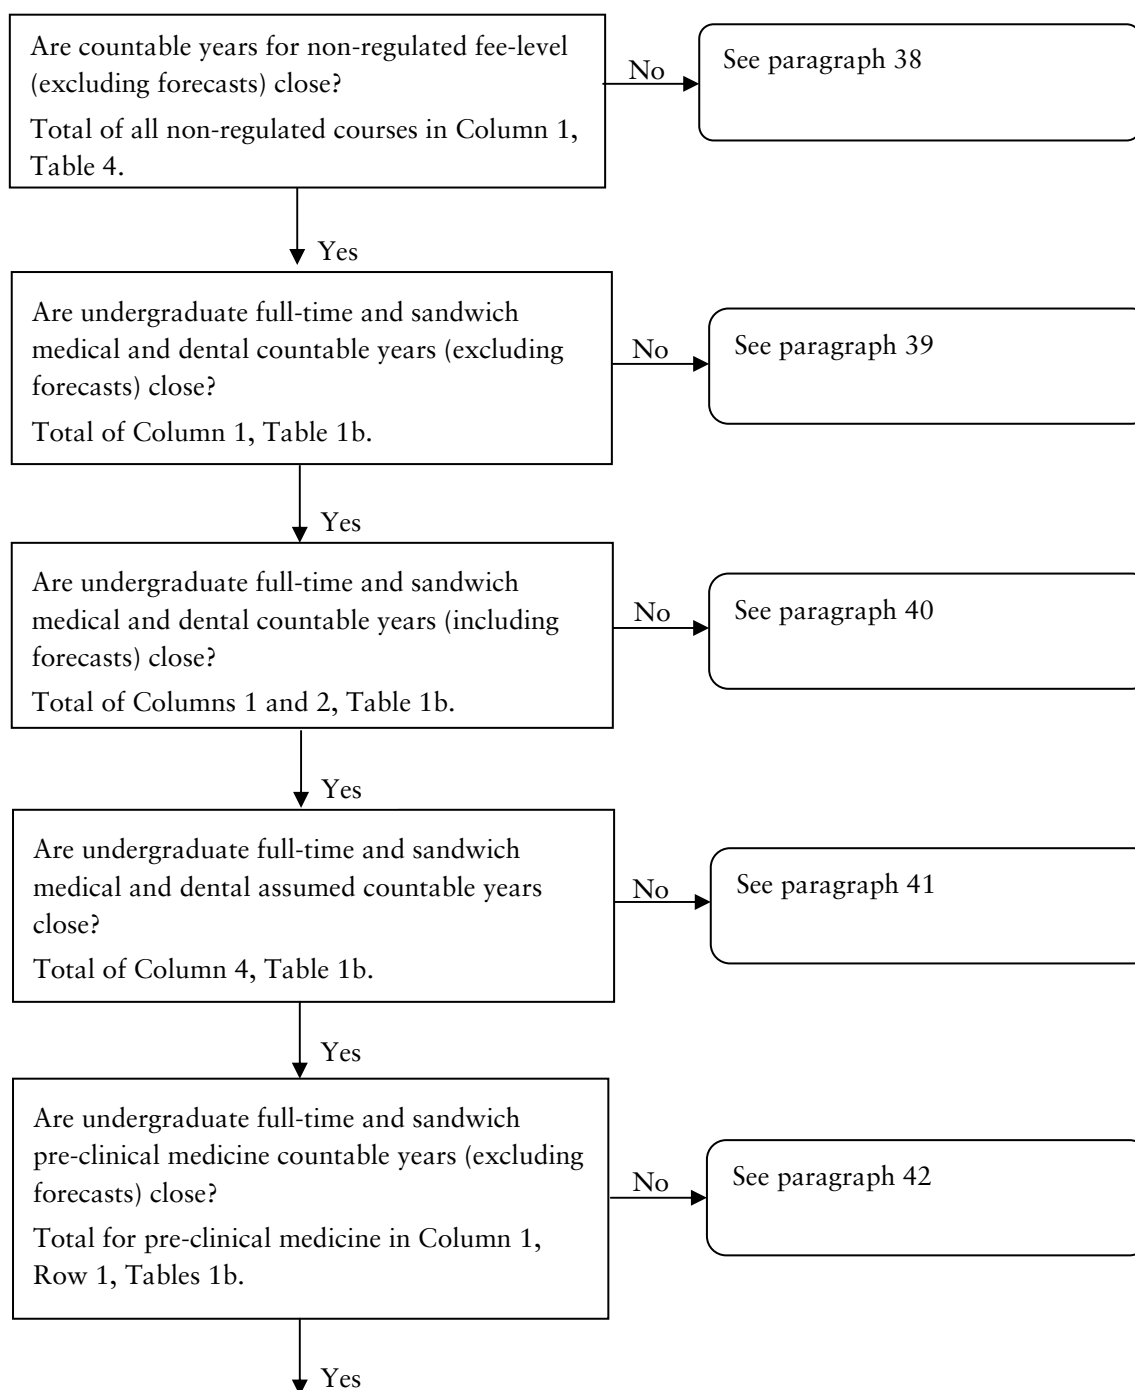 Are countable years for non-regulated fee-level
(excluding forecasts) close?
Total of all non-regulated courses in Column 1,
Table 4.
No
See paragraph 38
Yes
Are undergraduate full-time and sandwich
medical and dental countable years (excluding
forecasts) close?
Total of Column 1, Table 1b.
No
See paragraph 39
Yes
Are undergraduate full-time and sandwich
medical and dental countable years (including
forecasts) close?
Total of Columns 1 and 2, Table 1b.
No
See paragraph 40
Yes
Are undergraduate full-time and sandwich
medical and dental assumed countable years
close?
Total of Column 4, Table 1b.
No
See paragraph 41
Yes
Are undergraduate full-time and sandwich
pre-clinical medicine countable years (excluding
forecasts) close?
Total for pre-clinical medicine in Column 1,
Row 1, Tables 1b.
No
See paragraph 42
Yes